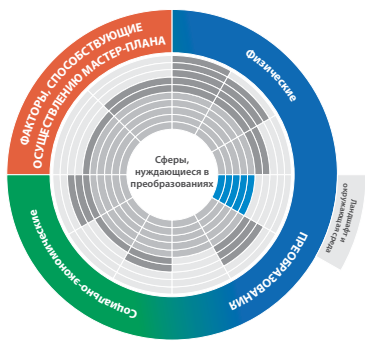 ФАКТОРЫ, СПОСОБСТВУЮЩИЕ
ОСУЩЕСТВЛЕНИЮ МАСТЕР-ПЛАНА
Физические
Сферы,
нуждающиеся в
преобразованиях
Ландшафт и
окружающая среда
Социально-экономические
ПРЕОБРАЗОВАНИЯ